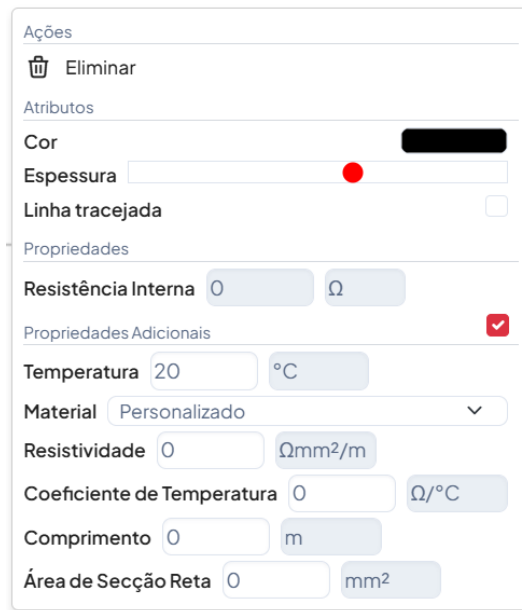 Ações
Eliminar
Atributos
Cor
Espessura
Linha tracejada
Propriedades
Resistência Interna 0 Ω
Propriedades Adicionais
Temperatura 20 °C
Material Personalizado
Resistividade 0 Ωmm²/m
Coeficiente de Temperatura 0 Ω/°C
Comprimento 0 m
Área de Secção Reta 0 mm²